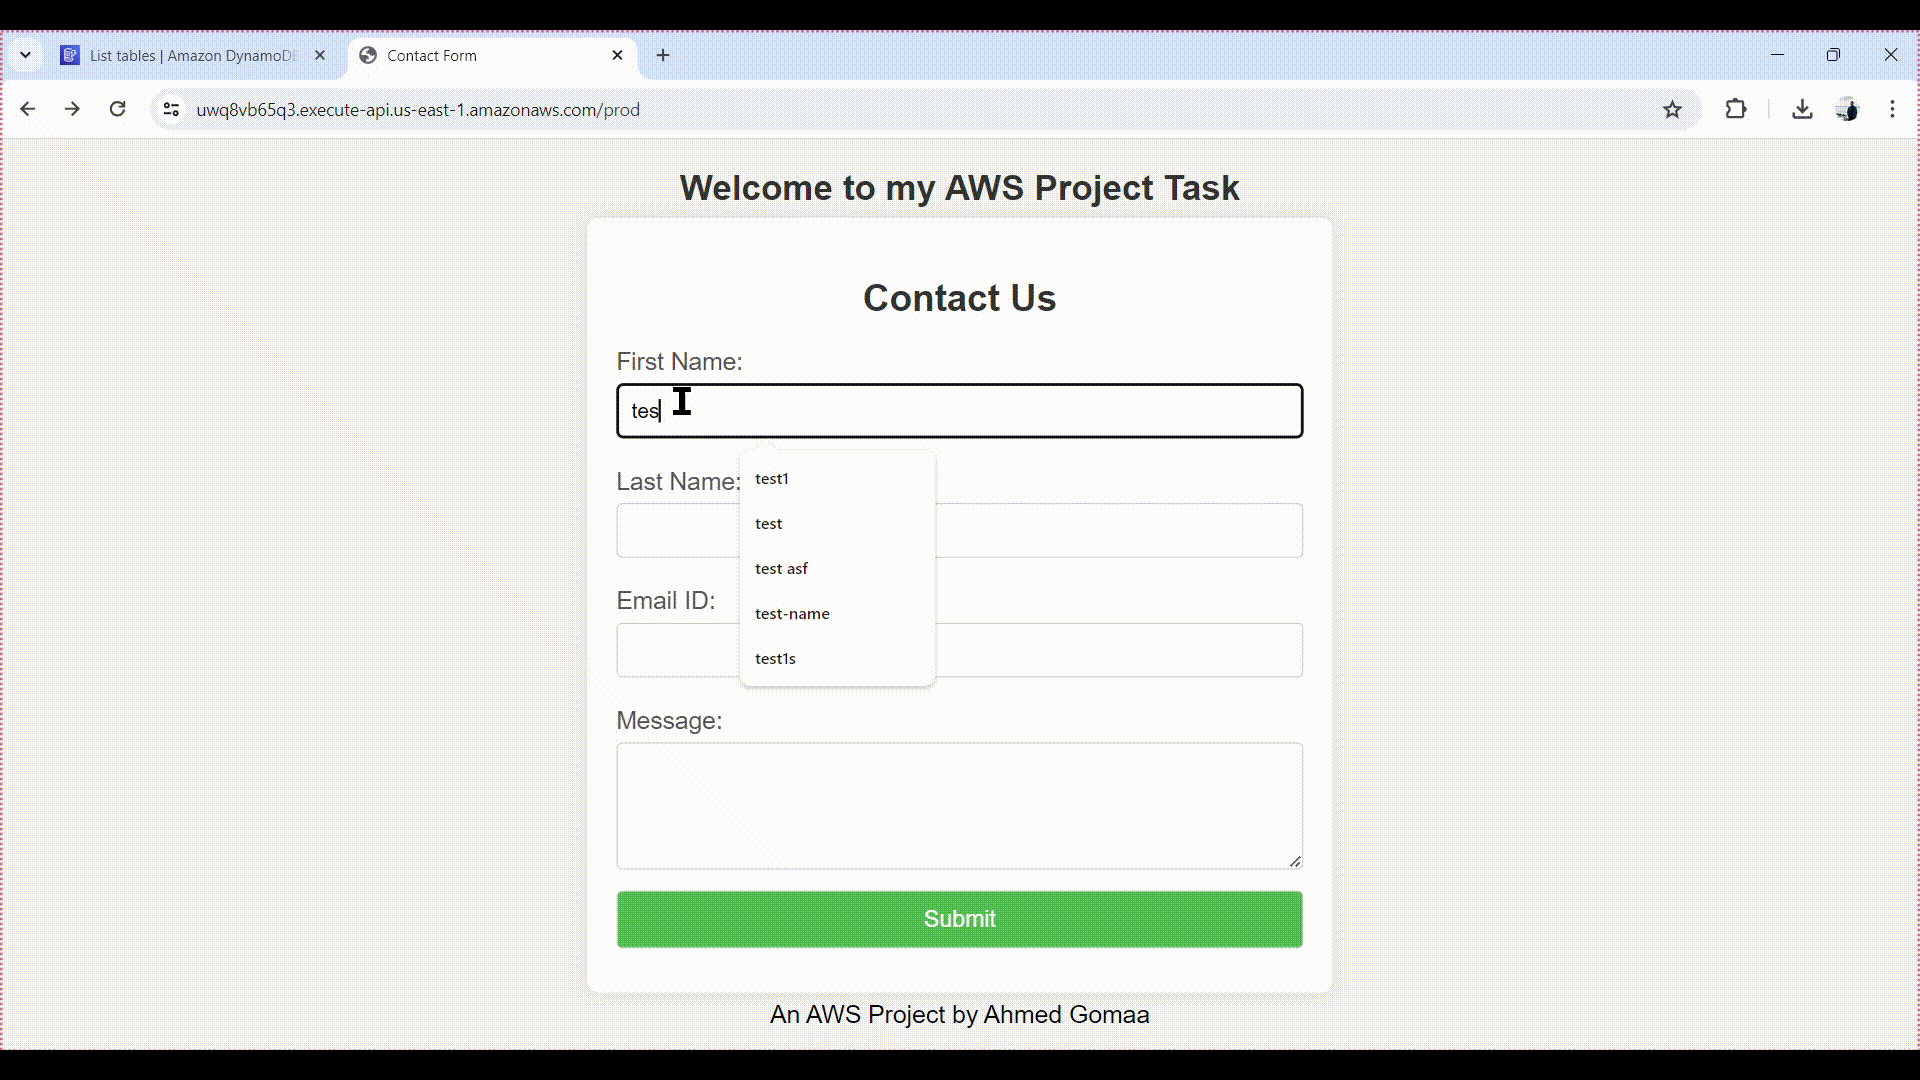 List tables | Amazon DynamoDB
Contact Form
uwq8vb65q3.execute-api.us-east-1.amazonaws.com/prod
Welcome to my AWS Project Task
Contact Us
First Name:
tes
Last Name:
test1
test
test asf
test-name
test1s
Email ID:
Message:
Submit
An AWS Project by Ahmed Gomaa